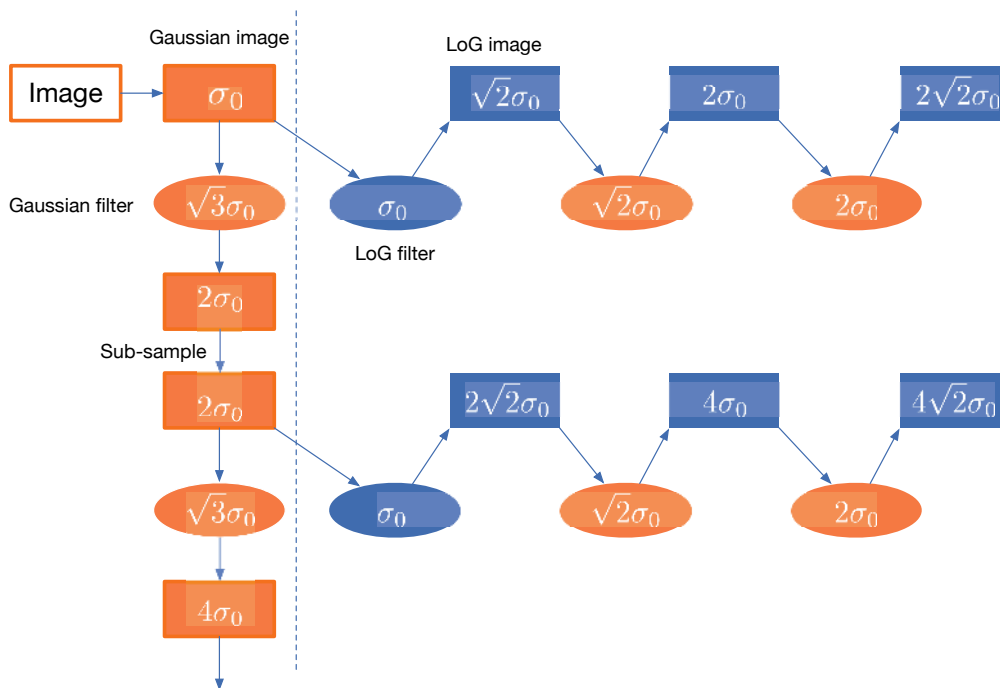 Gaussian image
LoG image
Image
σ₀
√2σ₀
2σ₀
2√2σ₀
Gaussian filter
√3σ₀
σ₀
√2σ₀
2σ₀
LoG filter
2σ₀
Sub-sample
2σ₀
2√2σ₀
4σ₀
4√2σ₀
√3σ₀
σ₀
√2σ₀
2σ₀
4σ₀